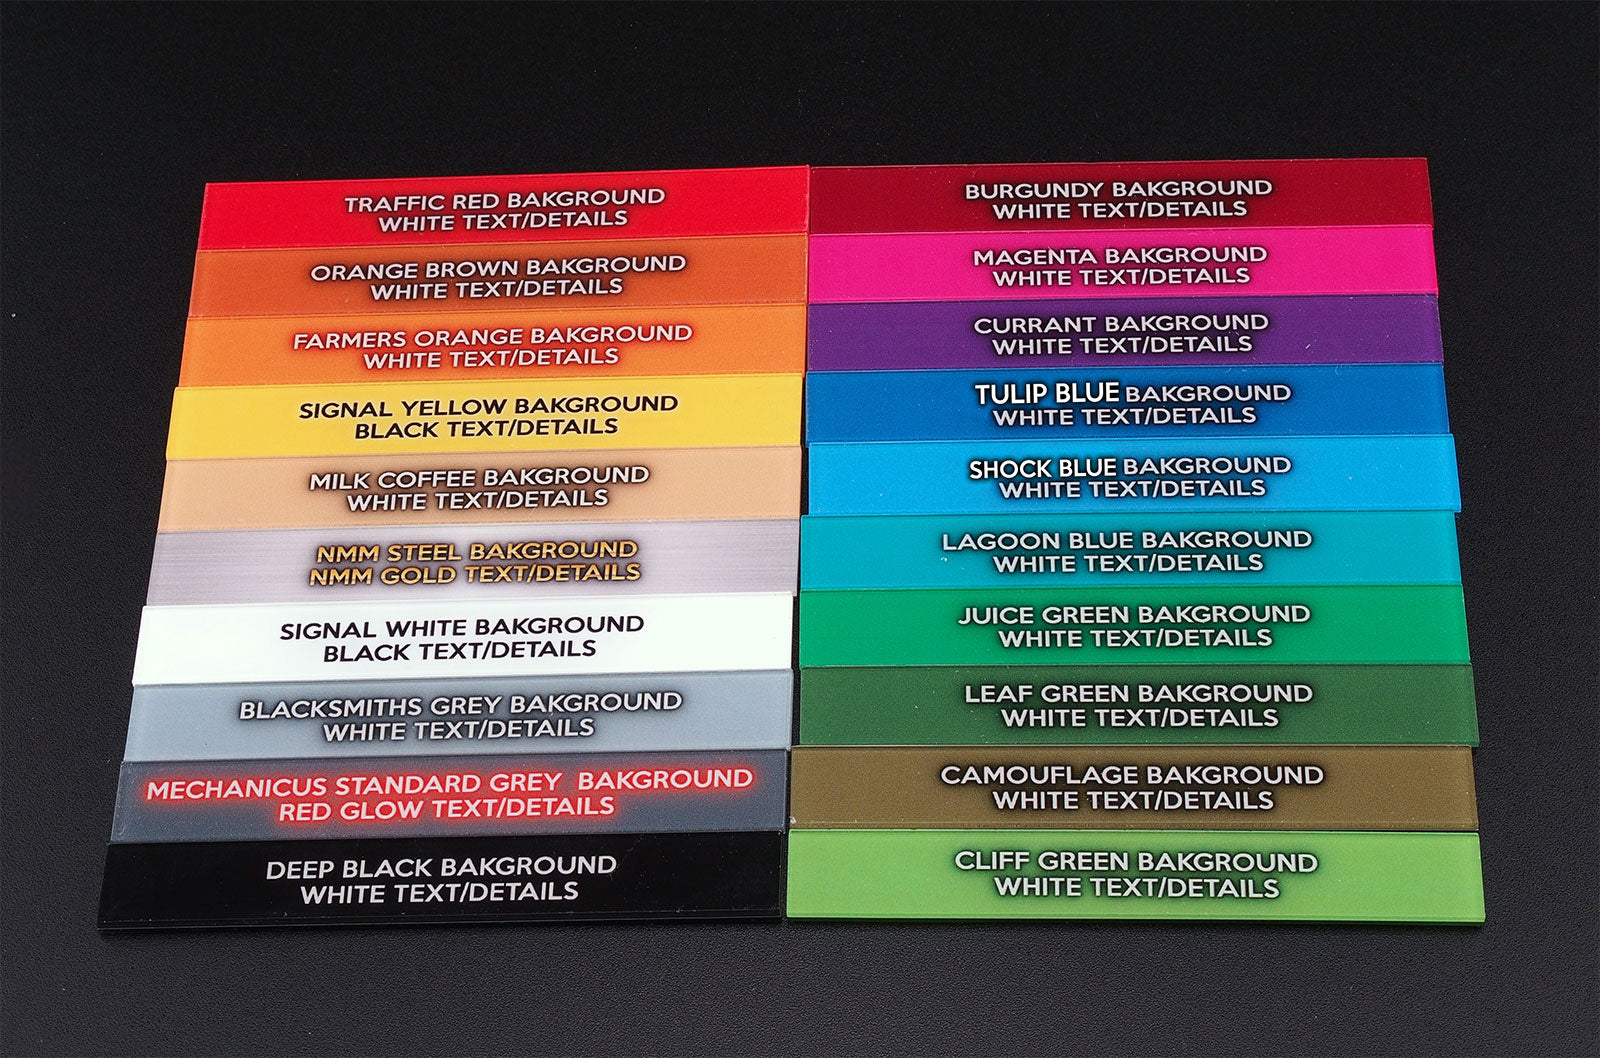 TRAFFIC RED BAKGROUND
WHITE TEXT/DETAILS
ORANGE BROWN BAKGROUND
WHITE TEXT/DETAILS
FARMERS ORANGE BAKGROUND
WHITE TEXT/DETAILS
SIGNAL YELLOW BAKGROUND
BLACK TEXT/DETAILS
MILK COFFEE BAKGROUND
WHITE TEXT/DETAILS
NMM STEEL BAKGROUND
NMM GOLD TEXT/DETAILS
SIGNAL WHITE BAKGROUND
BLACK TEXT/DETAILS
BLACKSMITHS GREY BAKGROUND
WHITE TEXT/DETAILS
MECHANICUS STANDARD GREY BAKGROUND
RED GLOW TEXT/DETAILS
DEEP BLACK BAKGROUND
WHITE TEXT/DETAILS
BURGUNDY BAKGROUND
WHITE TEXT/DETAILS
MAGENTA BAKGROUND
WHITE TEXT/DETAILS
CURRANT BAKGROUND
WHITE TEXT/DETAILS
TULIP BLUE BAKGROUND
WHITE TEXT/DETAILS
SHOCK BLUE BAKGROUND
WHITE TEXT/DETAILS
LAGOON BLUE BAKGROUND
WHITE TEXT/DETAILS
JUICE GREEN BAKGROUND
WHITE TEXT/DETAILS
LEAF GREEN BAKGROUND
WHITE TEXT/DETAILS
CAMOUFLAGE BAKGROUND
WHITE TEXT/DETAILS
CLIFF GREEN BAKGROUND
WHITE TEXT/DETAILS